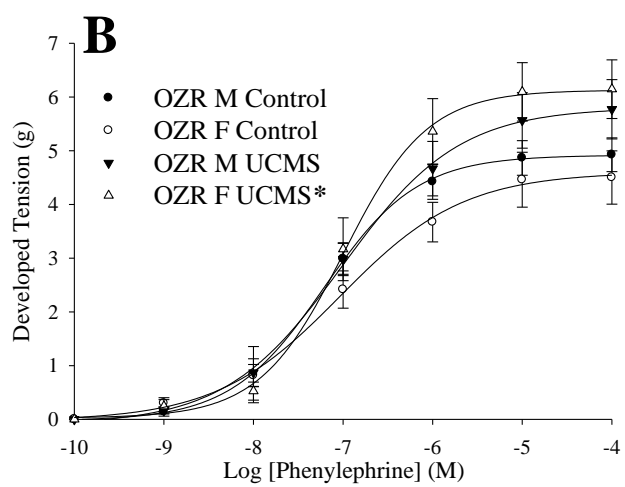 B
7
6
5
4
3
2
1
0
Developed Tension (g)
OZR M Control
OZR F Control
OZR M UCMS
OZR F UCMS*
-10 -9 -8 -7 -6 -5 -4
Log [Phenylephrine] (M)